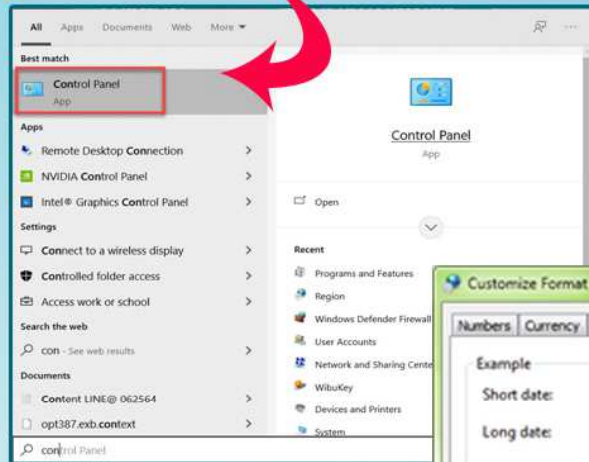 All Apps Documents Web More
Best match
Control Panel
App
Apps
Remote Desktop Connection
NVIDIA Control Panel
Intel® Graphics Control Panel
Settings
Connect to a wireless display
Controlled folder access
Access work or school
Search the web
con - See web results
Documents
Content LINE@ 062564
opt387.exb.context
control Panel
Control Panel
App
Open
Recent
Programs and Features
Region
Windows Defender Firewall
User Accounts
Network and Sharing Cente
WibuKey
Devices and Printers
System
Customize Format
Numbers Currency
Example
Short date:
Long date: